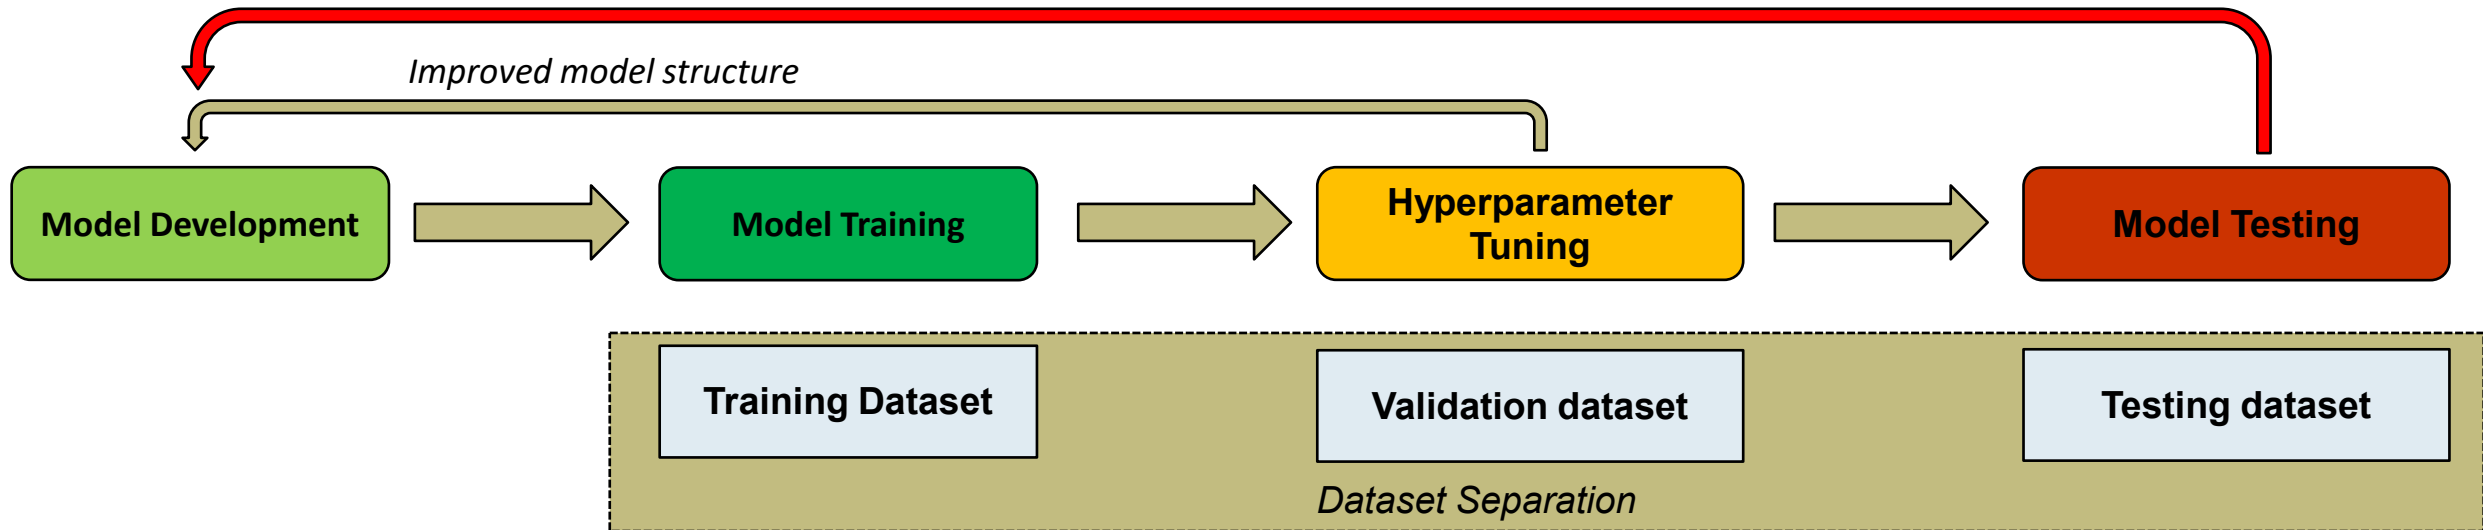 Improved model structure
Model Development
Model Training
Hyperparameter
Tuning
Model Testing
Training Dataset
Validation dataset
Testing dataset
Dataset Separation